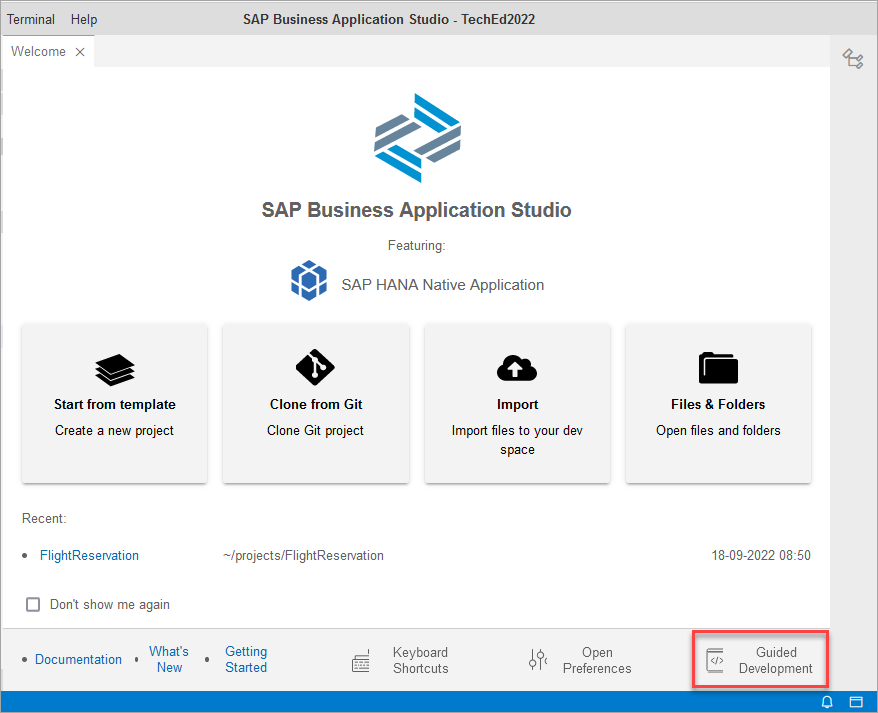 Terminal Help SAP Business Application Studio - TechEd2022
Welcome
SAP Business Application Studio
Featuring:
SAP HANA Native Application
Start from template
Create a new project
Clone from Git
Clone Git project
Import
Import files to your dev
space
Files & Folders
Open files and folders
Recent:
FlightReservation ~/projects/FlightReservation 18-09-2022 08:50
Don't show me again
Documentation
What's
New
Getting
Started
Keyboard
Shortcuts
Open
Preferences
Guided
Development